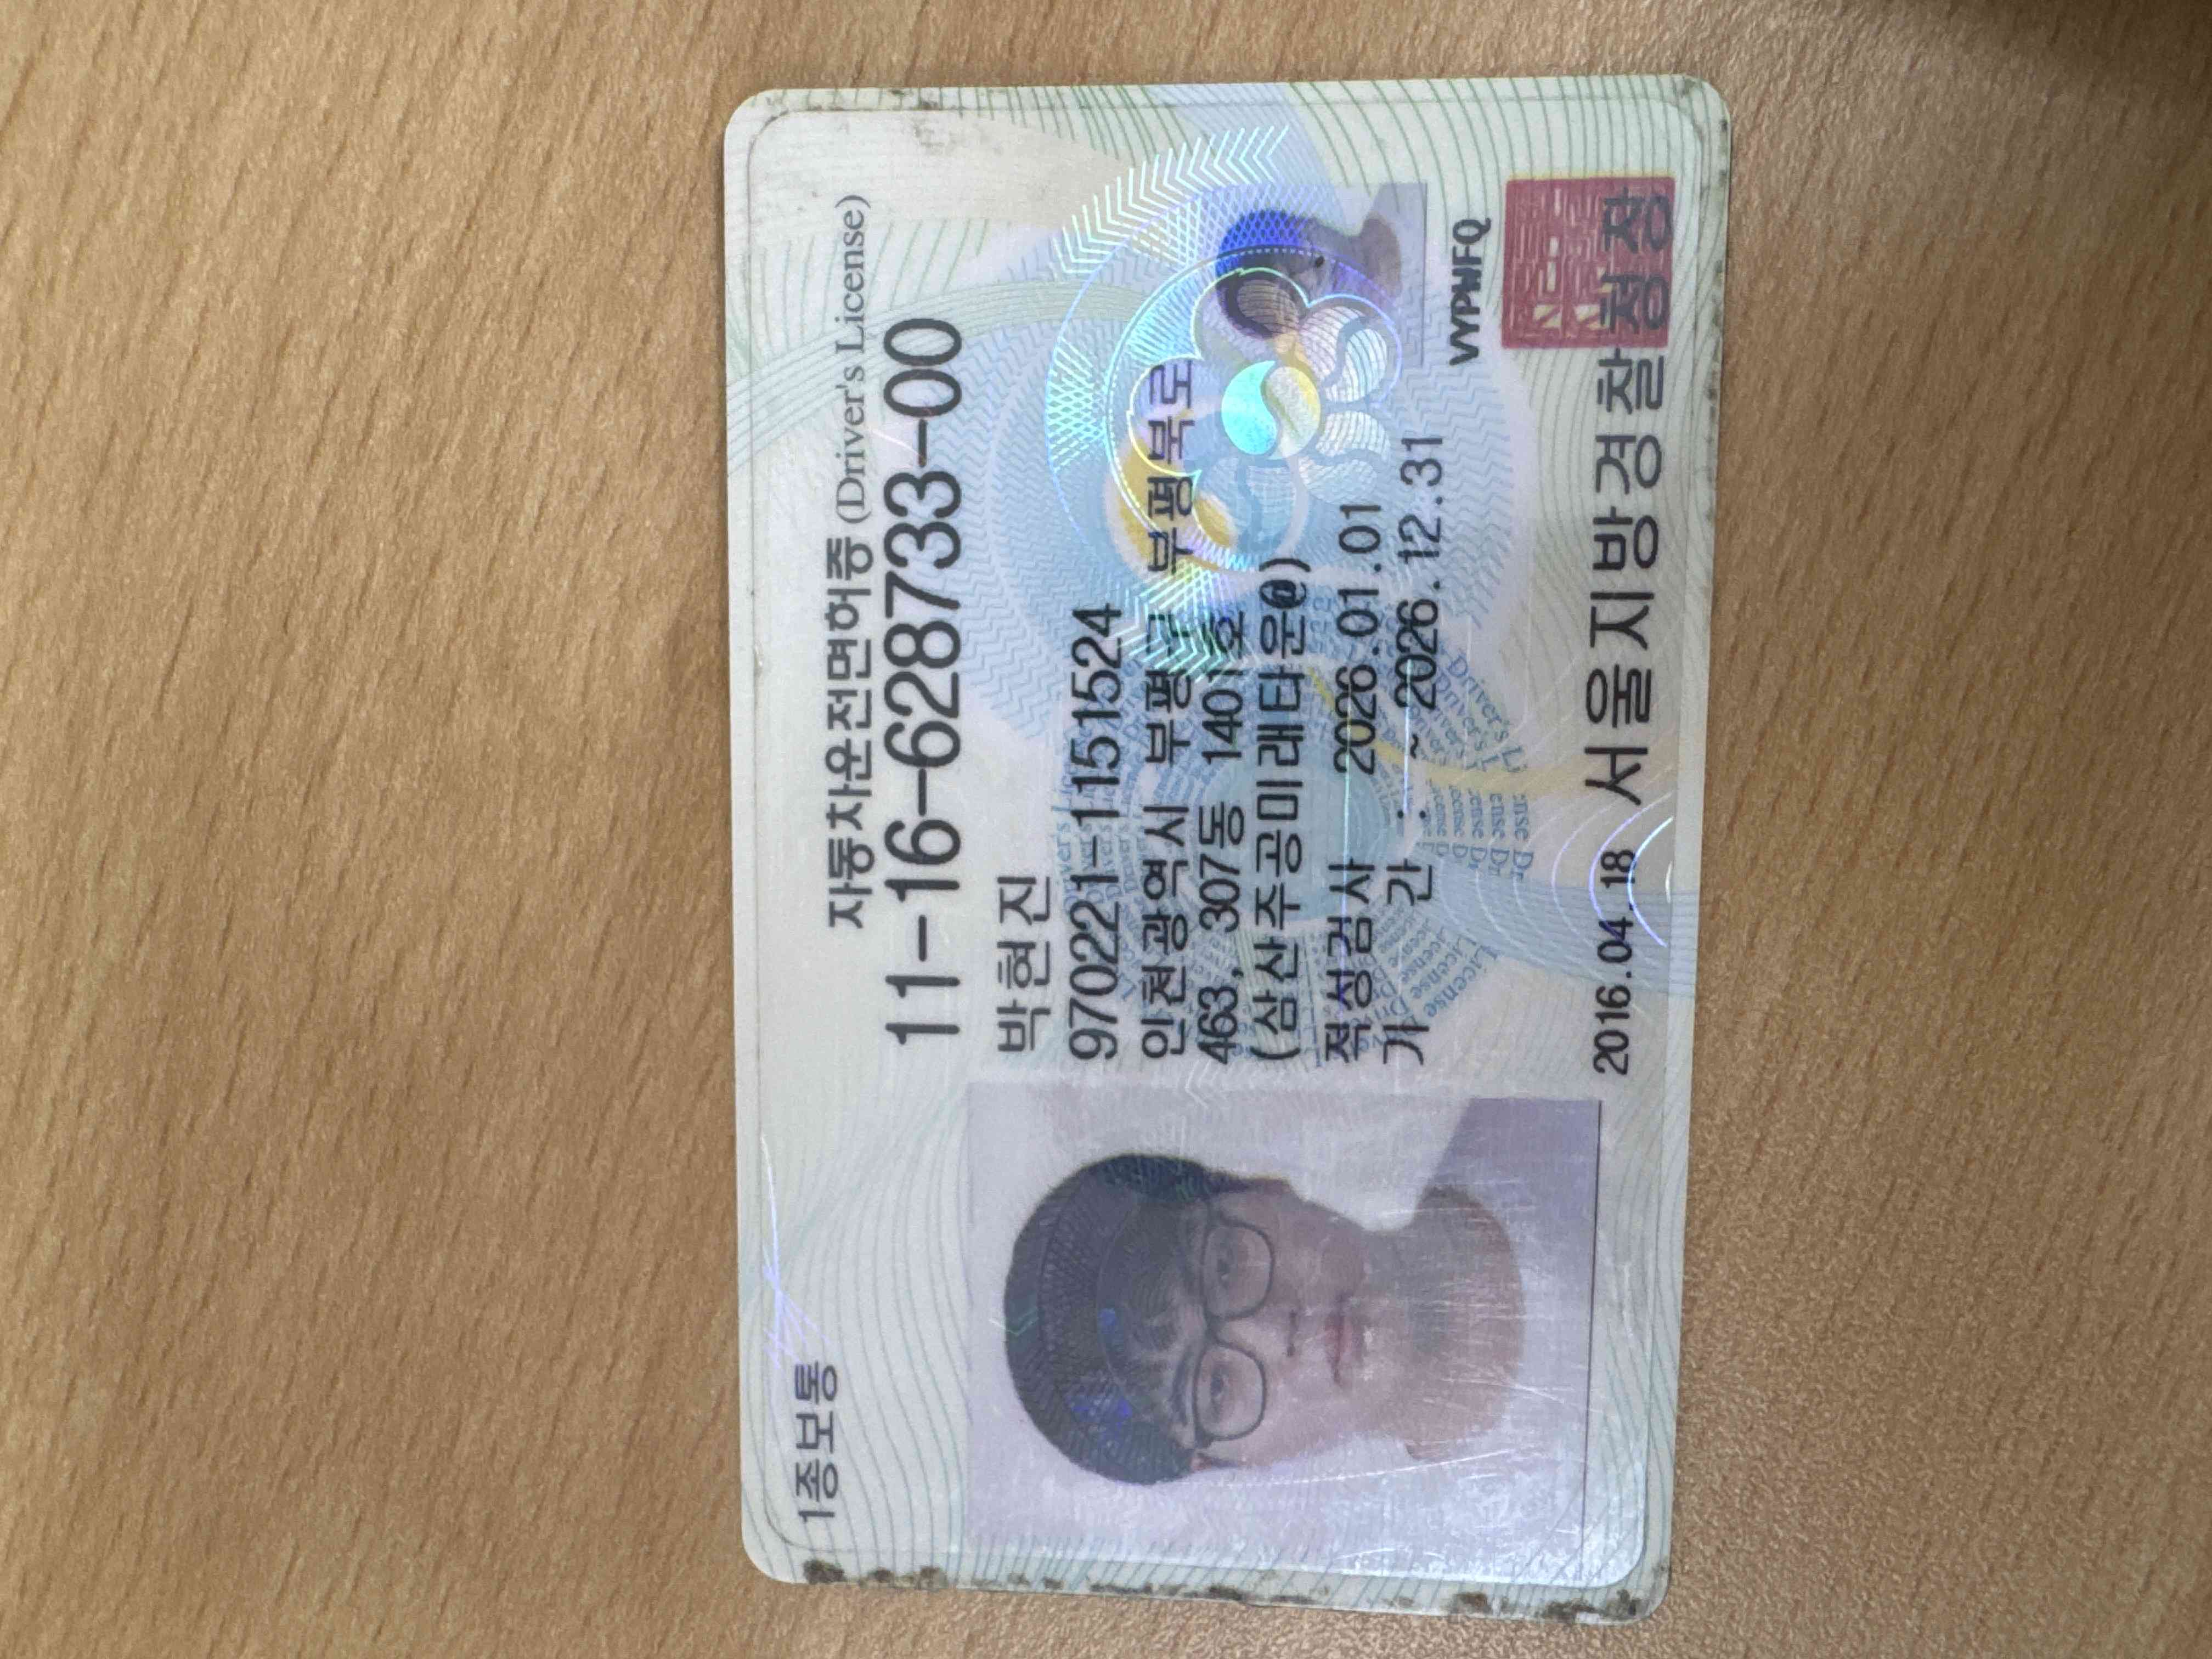 1종보통
자동차운전면허증 (Driver's License)
11-16-628733-00
박현진
970221-1151524
인천광역시 부평구 부평북로
463, 307동 1401호
(삼산주공미래타운@)
적성검사 2026.01.01
기 간 : ~ 2026.12.31
VYPWFQ
2016.04.18 서울지방경찰청장